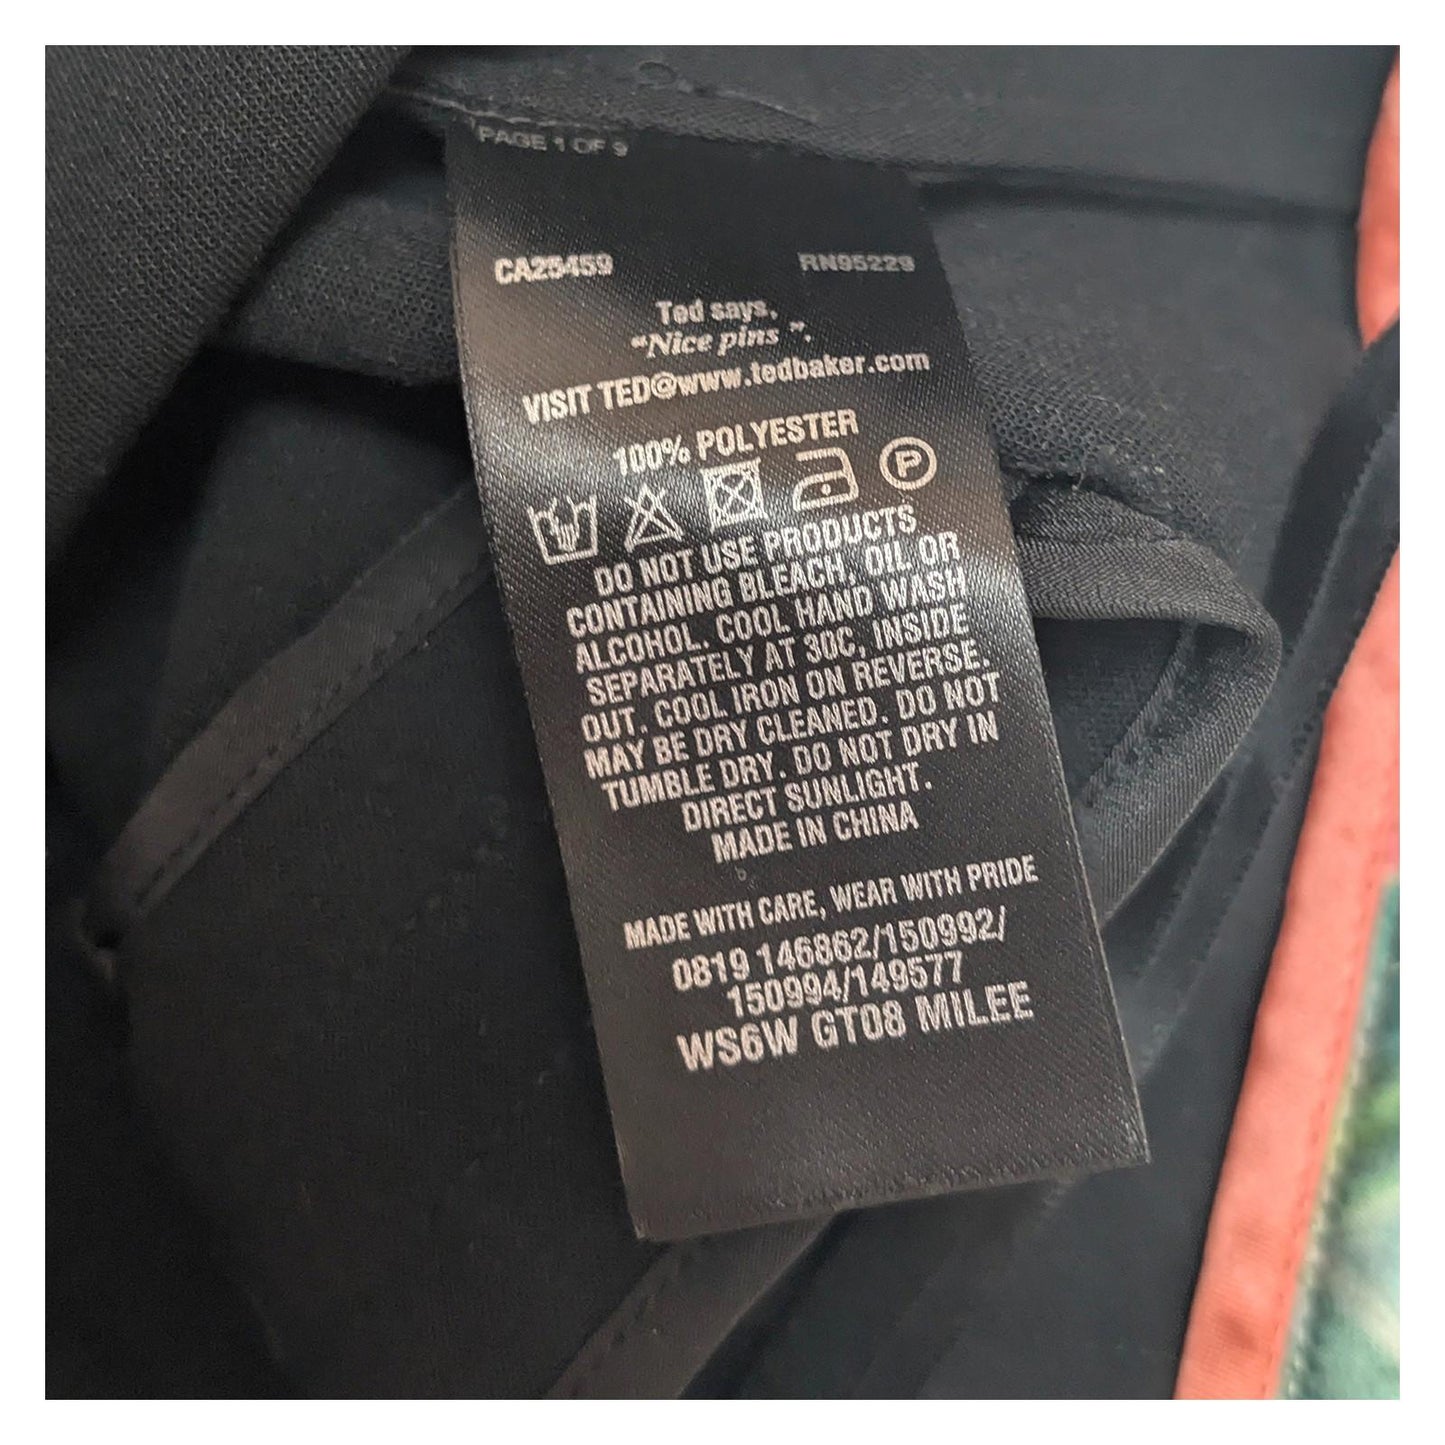 PAGE 1 OF 9
CA25459 RN95229
Ted says,
"Nice pins".
VISIT TED@www.tedbaker.com
100% POLYESTER
P
DO NOT USE PRODUCTS
CONTAINING BLEACH, OIL OR
ALCOHOL. COOL HAND WASH
SEPARATELY AT 30C, INSIDE
OUT. COOL IRON ON REVERSE.
MAY BE DRY CLEANED. DO NOT
TUMBLE DRY. DO NOT DRY IN
DIRECT SUNLIGHT.
MADE IN CHINA
MADE WITH CARE, WEAR WITH PRIDE
0819 146862/150992/
150994/149577
WS6W GT08 MILEE